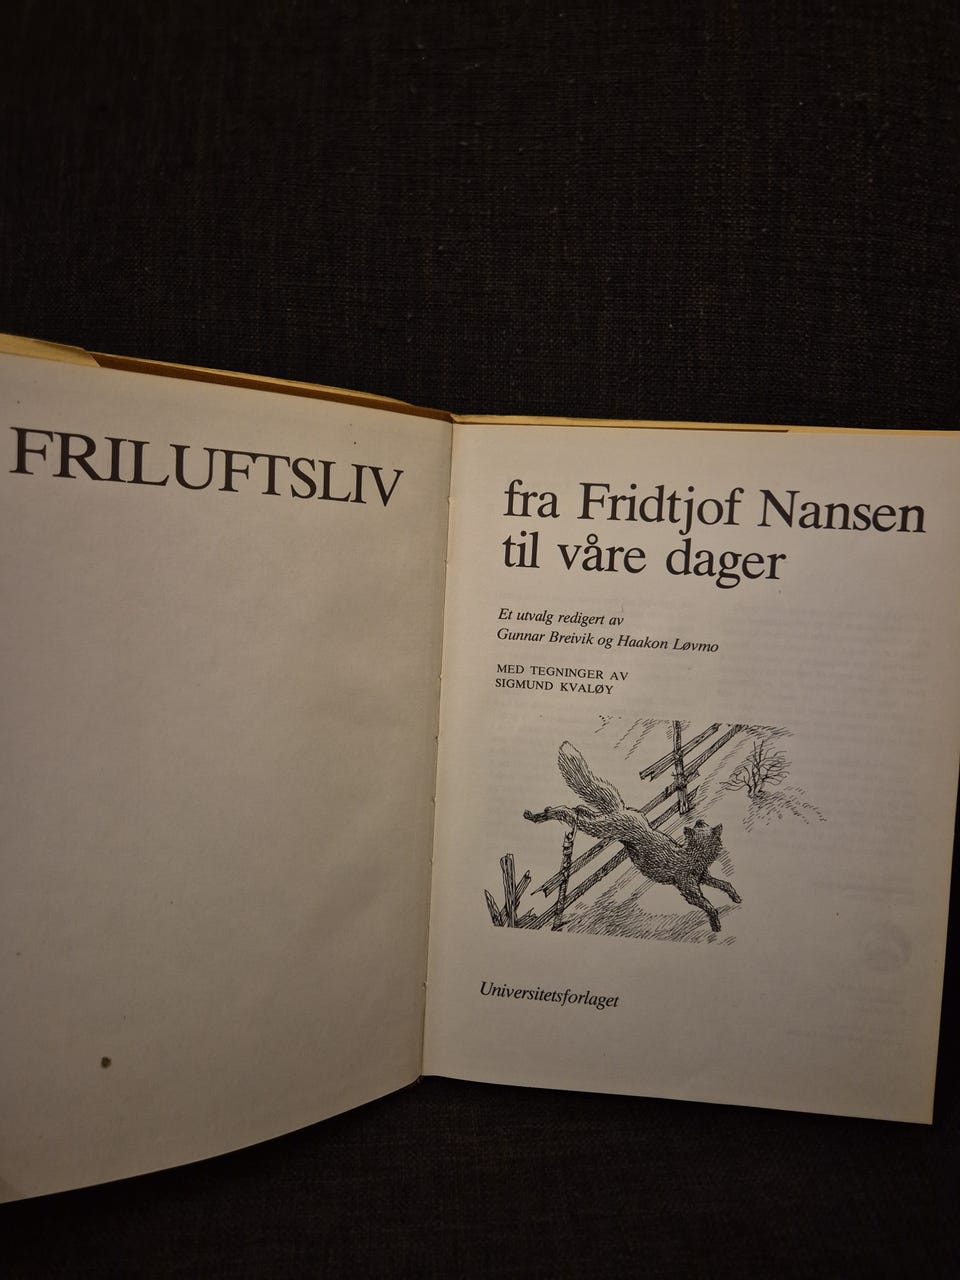 FRILUFTSLIV
fra Fridtjof Nansen
til våre dager
Et utvalg redigert av
Gunnar Breivik og Haakon Løvmo
MED TEGNINGER AV
SIGMUND KVALØY
Universitetsforlaget